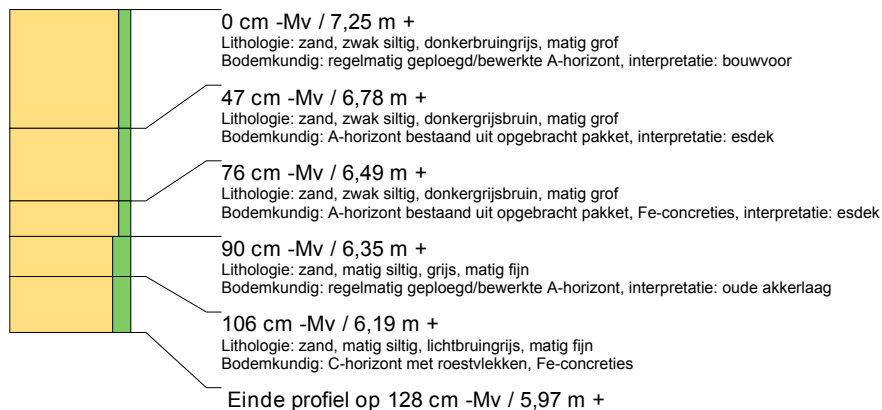 0 cm -Mv / 7,25 m +
Lithologie: zand, zwak siltig, donkerbruingrijs, matig grof
Bodemkundig: regelmatig geploegd/bewerkte A-horizont, interpretatie: bouwvoor
47 cm -Mv / 6,78 m +
Lithologie: zand, zwak siltig, donkergrijsbruin, matig grof
Bodemkundig: A-horizont bestaand uit opgebracht pakket, interpretatie: esdek
76 cm -Mv / 6,49 m +
Lithologie: zand, zwak siltig, donkergrijsbruin, matig grof
Bodemkundig: A-horizont bestaand uit opgebracht pakket, Fe-concreties, interpretatie: esdek
90 cm -Mv / 6,35 m +
Lithologie: zand, matig siltig, grijs, matig fijn
Bodemkundig: regelmatig geploegd/bewerkte A-horizont, interpretatie: oude akkerlaag
106 cm -Mv / 6,19 m +
Lithologie: zand, matig siltig, lichtbruingrijs, matig fijn
Bodemkundig: C-horizont met roestvlekken, Fe-concreties
Einde profiel op 128 cm -Mv / 5,97 m +